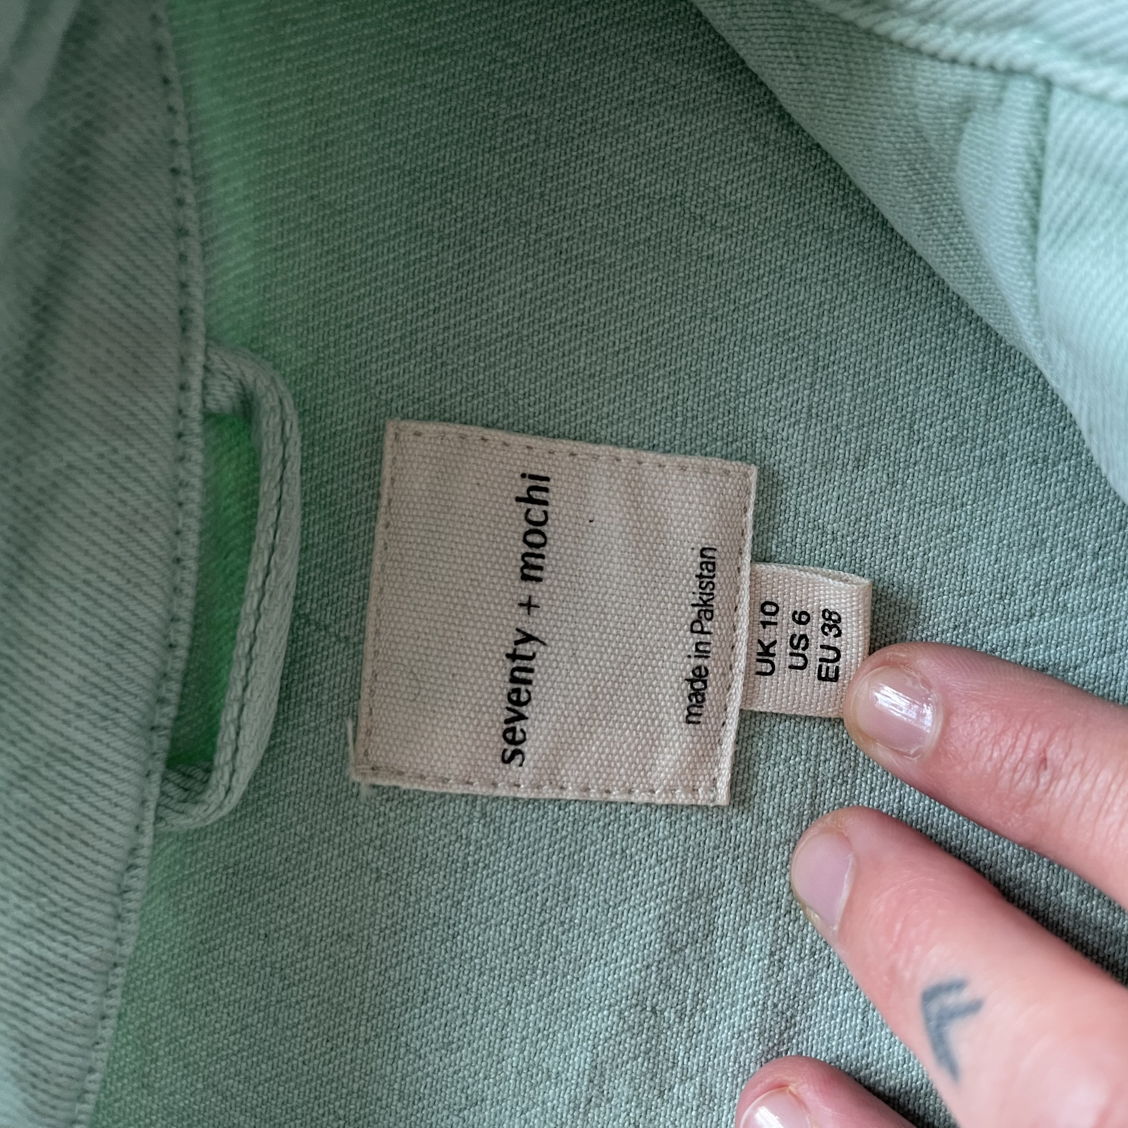 seventy + mochi
made in Pakistan
UK 10
US 6
EU 38